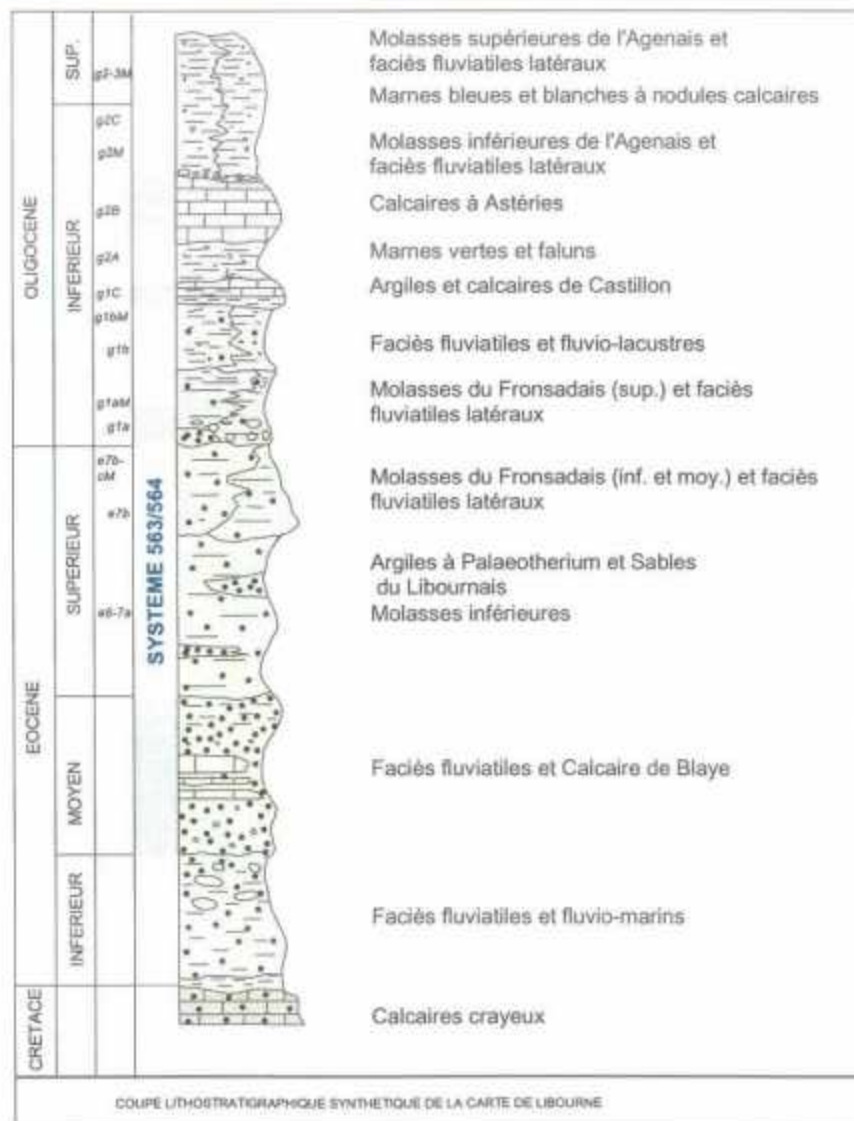 OLIGOCENE
SUP.
INFERIEUR
EOCENE
SUPERIEUR
MOYEN
INFERIEUR
CRETACE
g2-3M
g2C
g2M
g2B
g2A
g1C
g1bM
g1b
g1aM
g1a
e7b-
cM
e7b
e6-7a
SYSTEME 563/564
Molasses supérieures de l'Agenais et
faciès fluviatiles latéraux
Marnes bleues et blanches à nodules calcaires
Molasses inférieures de l'Agenais et
faciès fluviatiles latéraux
Calcaires à Astéries
Marnes vertes et faluns
Argiles et calcaires de Castillon
Faciès fluviatiles et fluvio-lacustres
Molasses du Fronsadais (sup.) et faciès
fluviatiles latéraux
Molasses du Fronsadais (inf. et moy.) et faciès
fluviatiles latéraux
Argiles à Palaeotherium et Sables
du Libournais
Molasses inférieures
Faciès fluviatiles et Calcaire de Blaye
Faciès fluviatiles et fluvio-marins
Calcaires crayeux
COUPE LITHOSTRATIGRAPHIQUE SYNTHETIQUE DE LA CARTE DE LIBOURNE